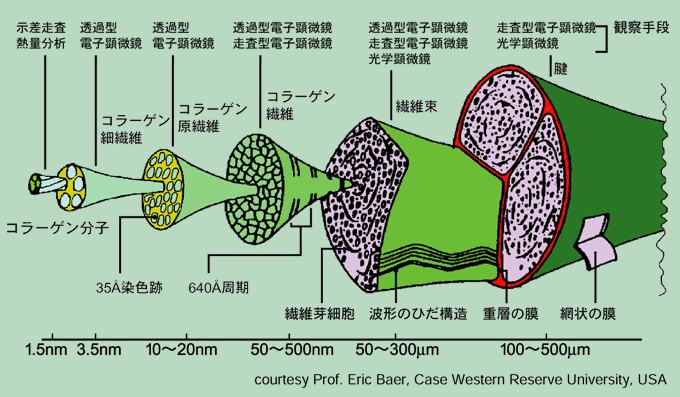 示差走査
熱量分析
透過型
電子顕微鏡
透過型
電子顕微鏡
透過型電子顕微鏡
走査型電子顕微鏡
透過型電子顕微鏡
走査型電子顕微鏡
光学顕微鏡
走査型電子顕微鏡
光学顕微鏡
観察手段
コラーゲン
細繊維
コラーゲン
原繊維
コラーゲン
繊維
繊維束
腱
コラーゲン分子
35Å染色跡
640Å周期
繊維芽細胞
波形のひだ構造
重層の膜
網状の膜
1.5nm
3.5nm
10〜20nm
50〜500nm
50〜300μm
100〜500μm
courtesy Prof. Eric Baer, Case Western Reserve University, USA